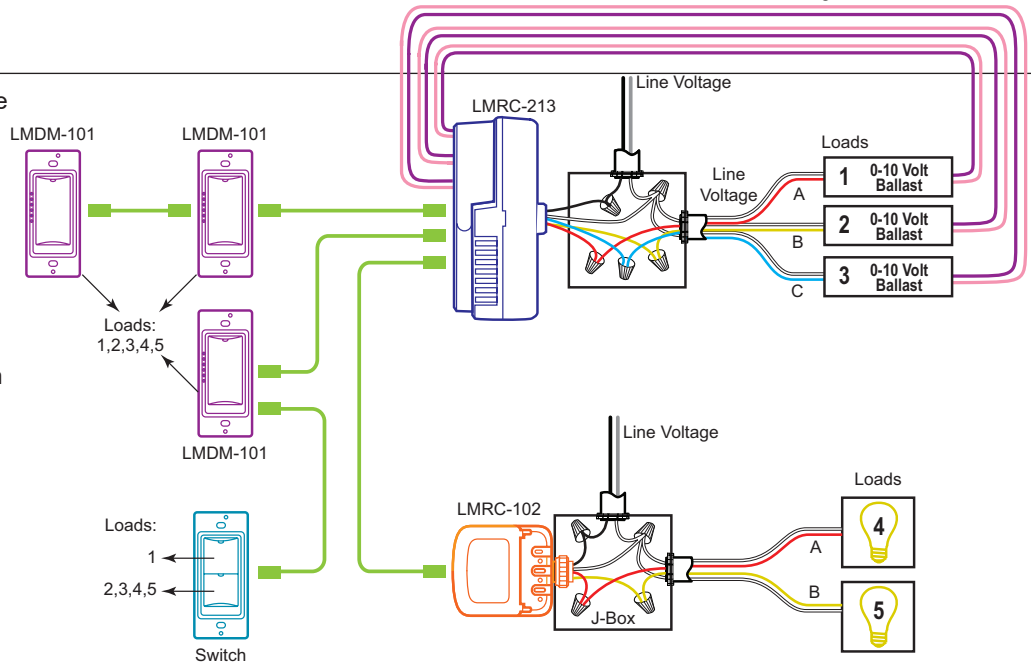 e
LMDM-101
LMDM-101
LMRC-213
Line Voltage
Loads
Line
Voltage
A
1
0-10 Volt
Ballast
B
2
0-10 Volt
Ballast
C
3
0-10 Volt
Ballast
Loads:
1,2,3,4,5
LMDM-101
Line Voltage
LMRC-102
Loads
Loads:
1
2,3,4,5
Switch
J-Box
A
4
B
5